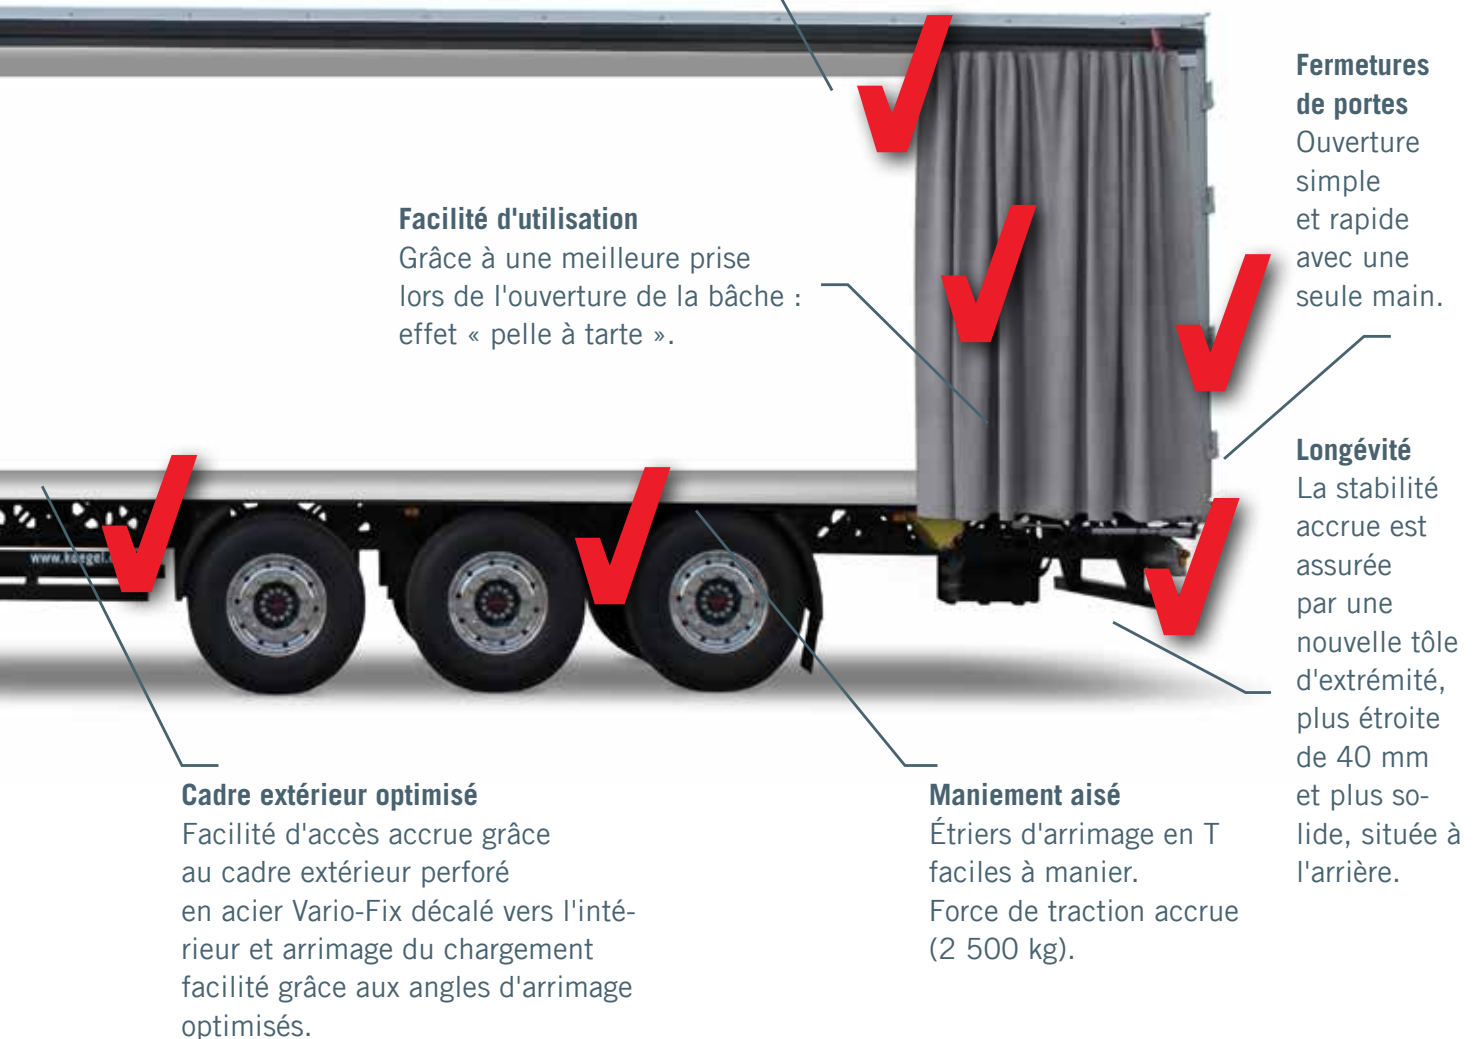 Fermetures
de portes
Ouverture
simple
et rapide
avec une
seule main.
Facilité d'utilisation
Grâce à une meilleure prise
lors de l'ouverture de la bâche :
effet « pelle à tarte ».
Longévité
La stabilité
accrue est
assurée
par une
nouvelle tôle
d'extrémité,
plus étroite
de 40 mm
et plus so-
lide, située à
l'arrière.
www.koegel.
Cadre extérieur optimisé
Facilité d'accès accrue grâce
au cadre extérieur perforé
en acier Vario-Fix décalé vers l'inté-
rieur et arrimage du chargement
facilité grâce aux angles d'arrimage
optimisés.
Maniement aisé
Étriers d'arrimage en T
faciles à manier.
Force de traction accrue
(2 500 kg).